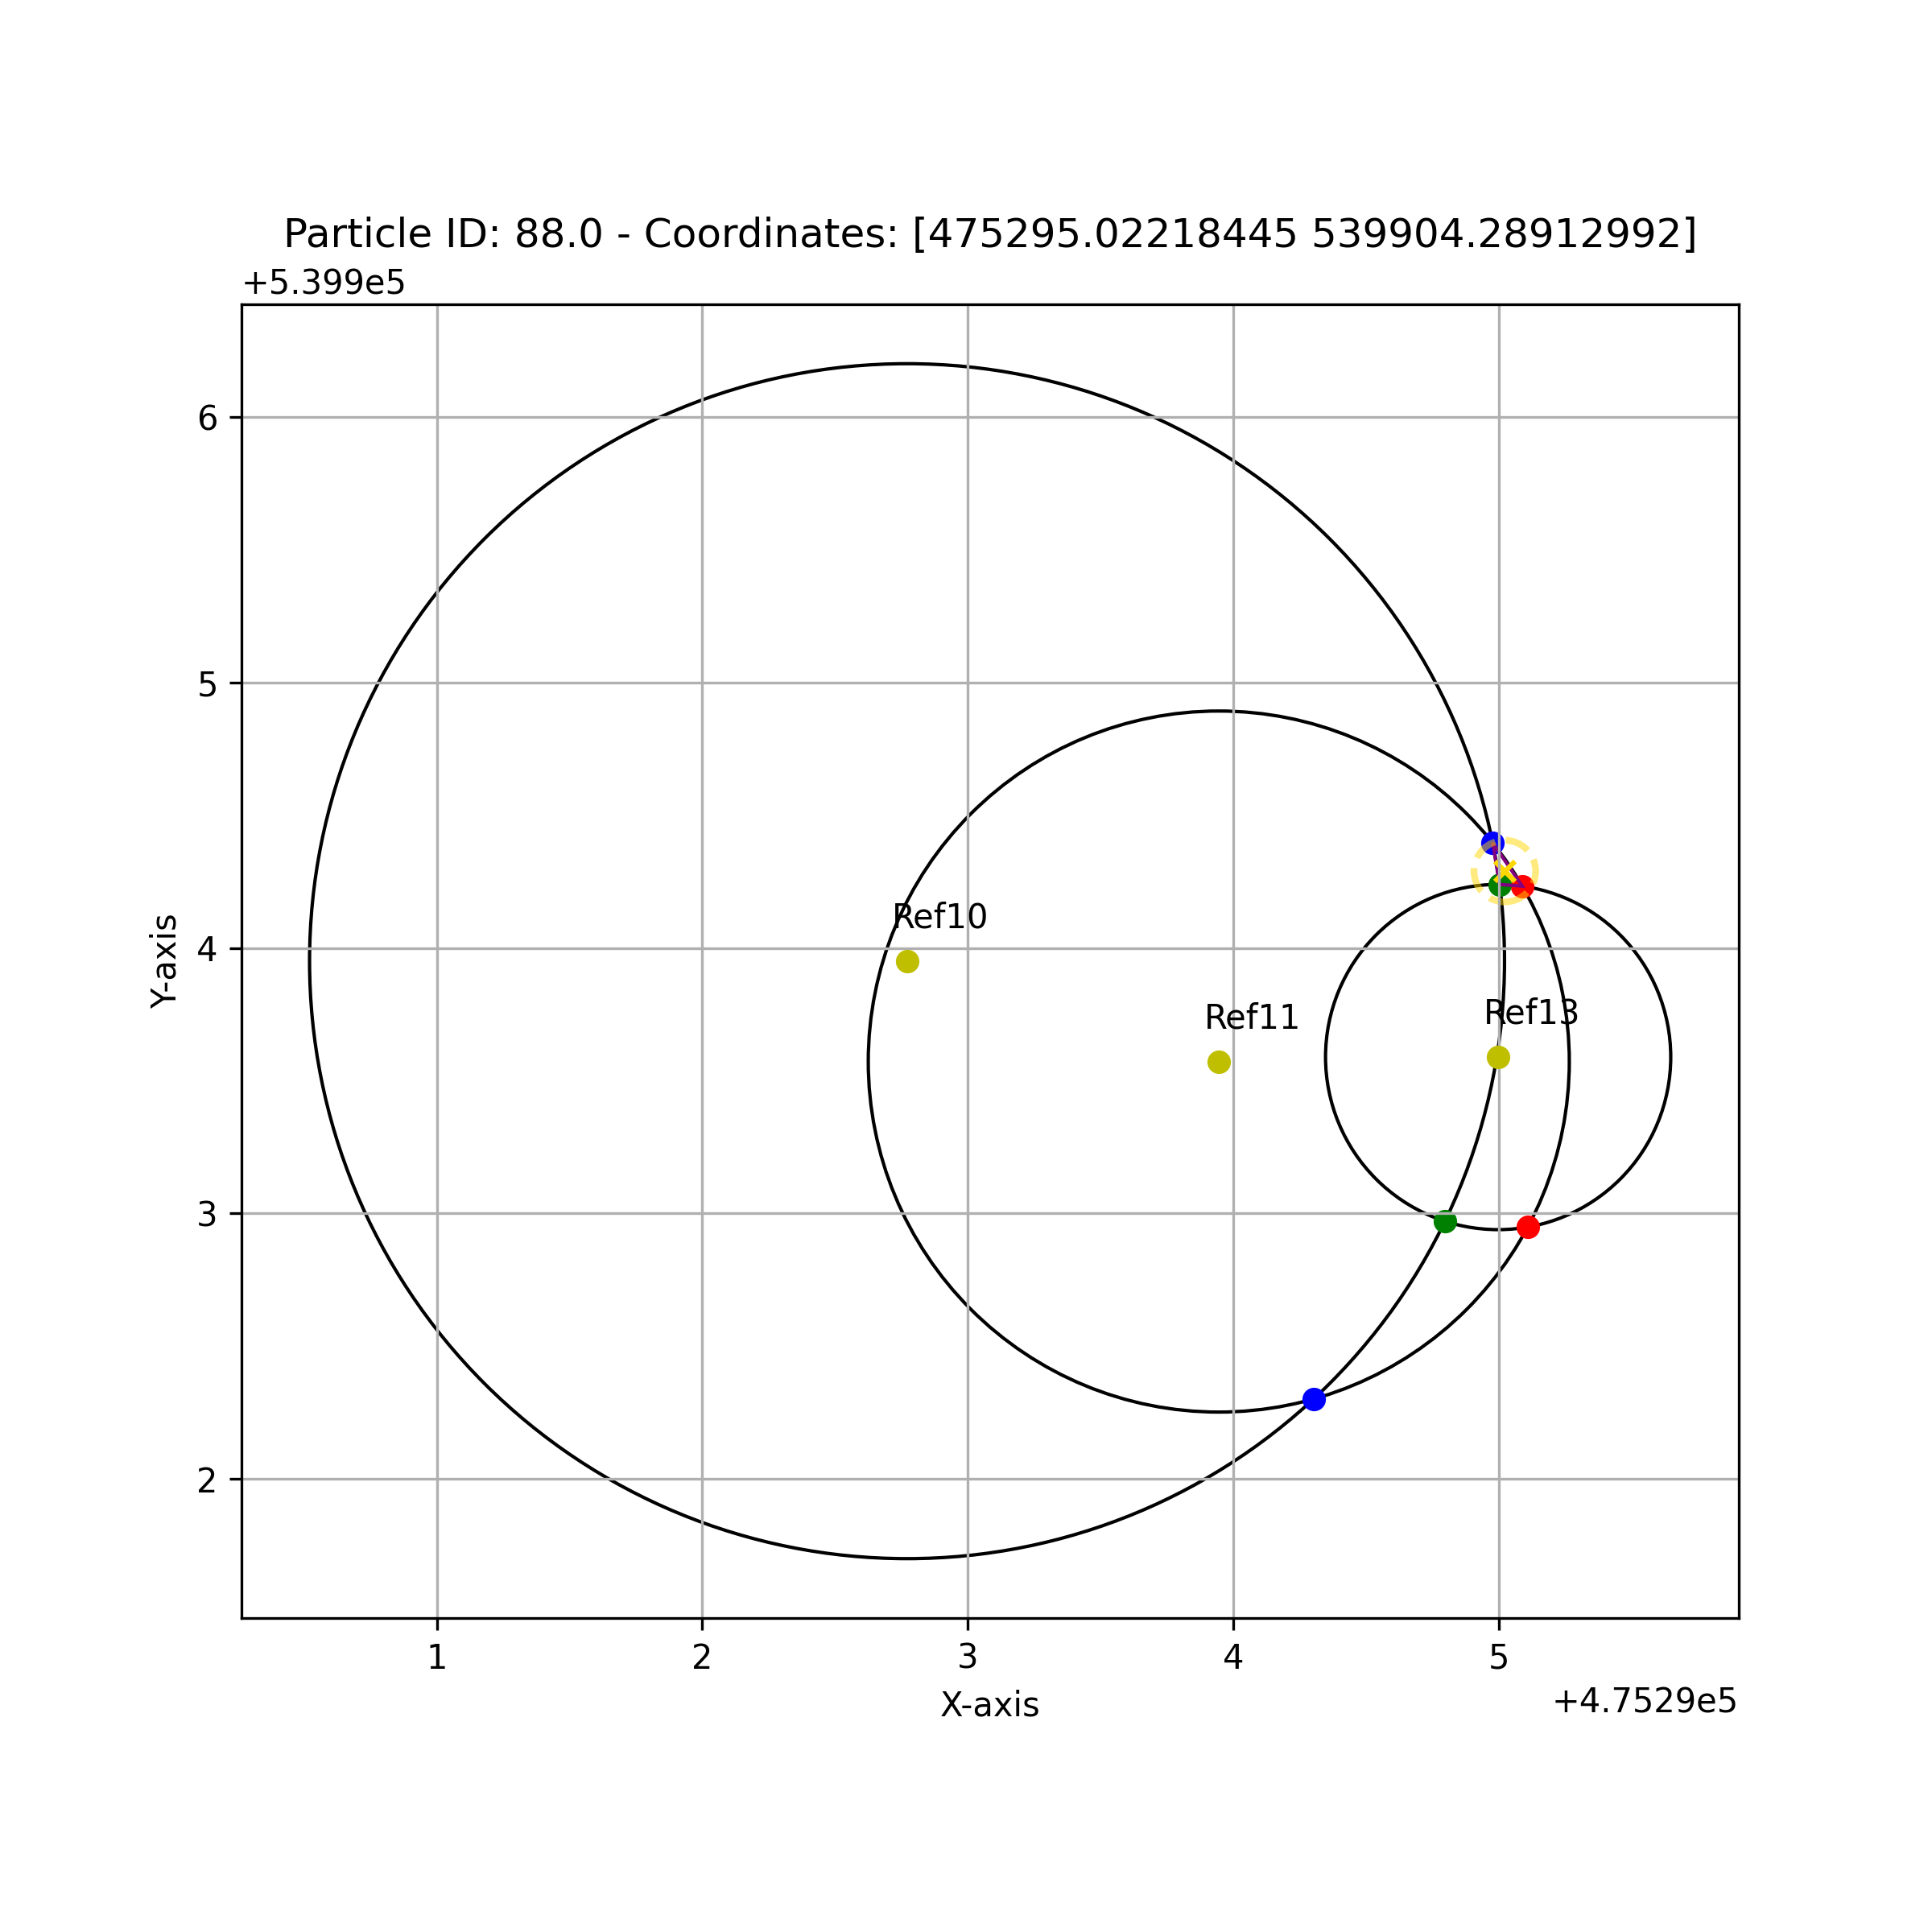 Particle ID: 88.0 - Coordinates: [475295.02218445 539904.28912992]
+5.399e5
6
5
4
3
2
Y-axis
Ref10
Ref11
Ref13
1 2 3 4 5
X-axis
+4.7529e5